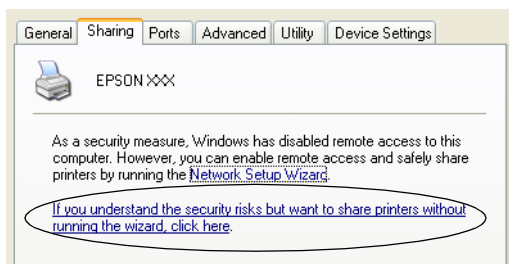 General Sharing Ports Advanced Utility Device Settings
EPSON XXX
As a security measure, Windows has disabled remote access to this
computer. However, you can enable remote access and safely share
printers by running the Network Setup Wizard.
If you understand the security risks but want to share printers without
running the wizard, click here.